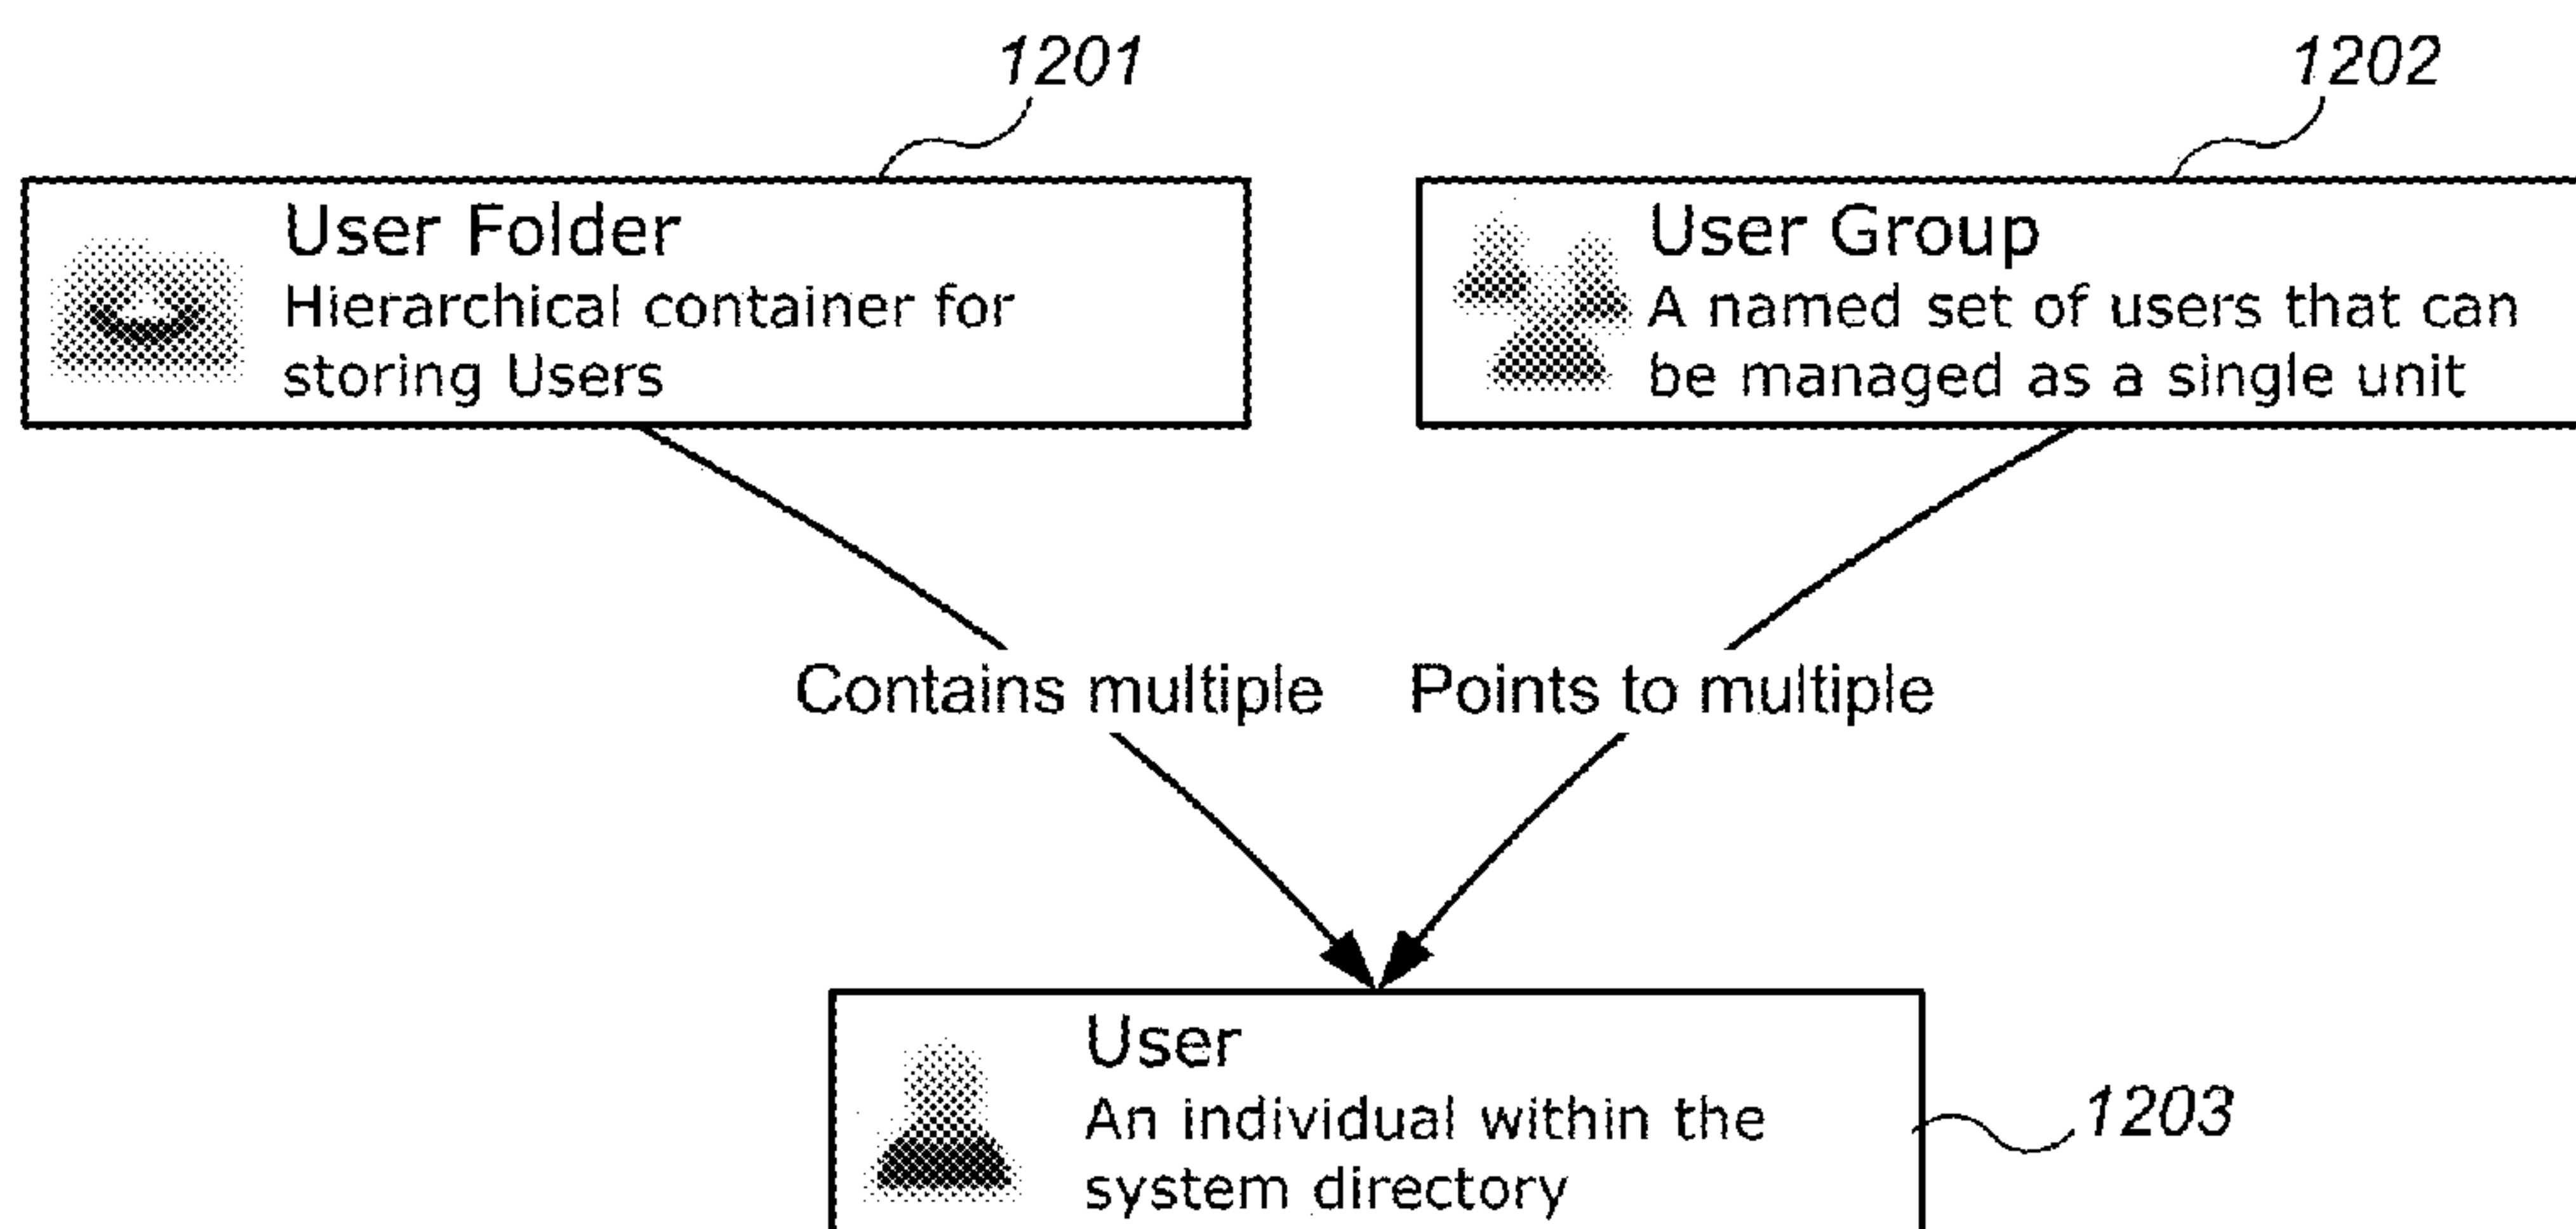 1201
1202
User Folder
Hierarchical container for
storing Users
User Group
A named set of users that can
be managed as a single unit
Contains multiple
Points to multiple
User
An individual within the
system directory
1203